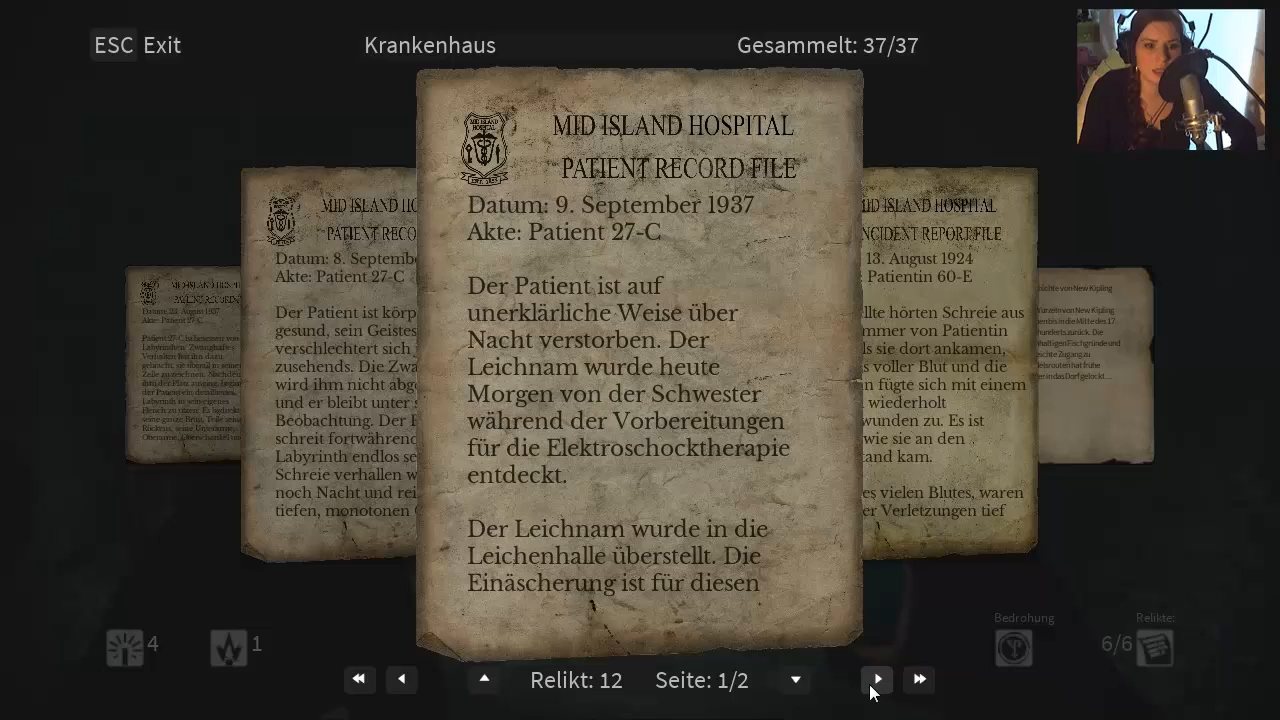 ESC Exit
Krankenhaus
Gesammelt: 37/37
MID ISLAND HOSPITAL
PATIENT RECORD FILE
Datum: 9. September 1937
Akte: Patient 27-C
Der Patient ist auf
unerklärliche Weise über
Nacht verstorben. Der
Leichnam wurde heute
Morgen von der Schwester
während der Vorbereitungen
für die Elektroschocktherapie
entdeckt.
Der Leichnam wurde in die
Leichenhalle überstellt. Die
Einäscherung ist für diesen
MID ISLAND HO
PATIENT RECO
Datum: 8. Septemb
Akte: Patient 27-C
Der Patient ist körp
gesund, sein Geistes
verschlechtert sich
zusehends. Die Zwa
wird ihm nicht abg
und er bleibt unter s
Beobachtung. Der
schreit fortwährend
Labyrinth endlos se
Schreie verhallen w
noch Nacht und rei
tiefen, monotonen
MID ISLAND HOSPITAL
NCIDENT REPORT FILE
13. August 1924
Patientin 60-E
llte hörten Schreie aus
mmer von Patientin
ls sie dort ankamen,
s voller Blut und die
n fügte sich mit einem
wiederholt
wunden zu. Es ist
wie sie an den
tand kam.
es vielen Blutes, waren
er Verletzungen tief
4
1
Bedrohung
Relikte:
6/6
Relikt: 12
Seite: 1/2